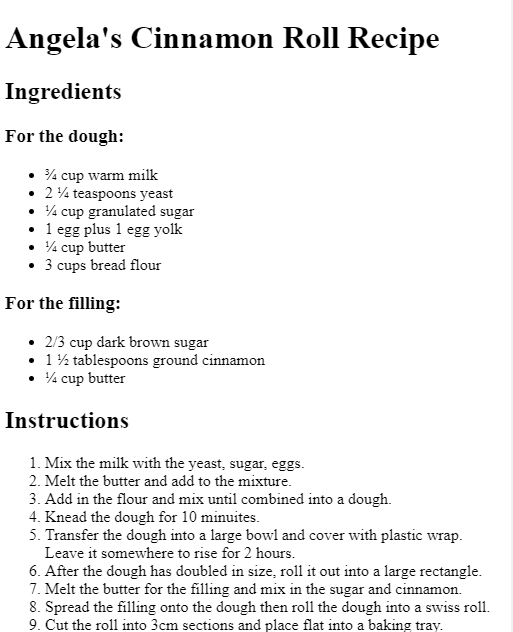 Angela's Cinnamon Roll Recipe
Ingredients
For the dough:
¾ cup warm milk
2 ¼ teaspoons yeast
¼ cup granulated sugar
1 egg plus 1 egg yolk
¼ cup butter
3 cups bread flour
For the filling:
2/3 cup dark brown sugar
1 ½ tablespoons ground cinnamon
¼ cup butter
Instructions
1. Mix the milk with the yeast, sugar, eggs.
2. Melt the butter and add to the mixture.
3. Add in the flour and mix until combined into a dough.
4. Knead the dough for 10 minuites.
5. Transfer the dough into a large bowl and cover with plastic wrap.
Leave it somewhere to rise for 2 hours.
6. After the dough has doubled in size, roll it out into a large rectangle.
7. Melt the butter for the filling and mix in the sugar and cinnamon.
8. Spread the filling onto the dough then roll the dough into a swiss roll.
9. Cut the roll into 3cm sections and place flat into a baking tray.